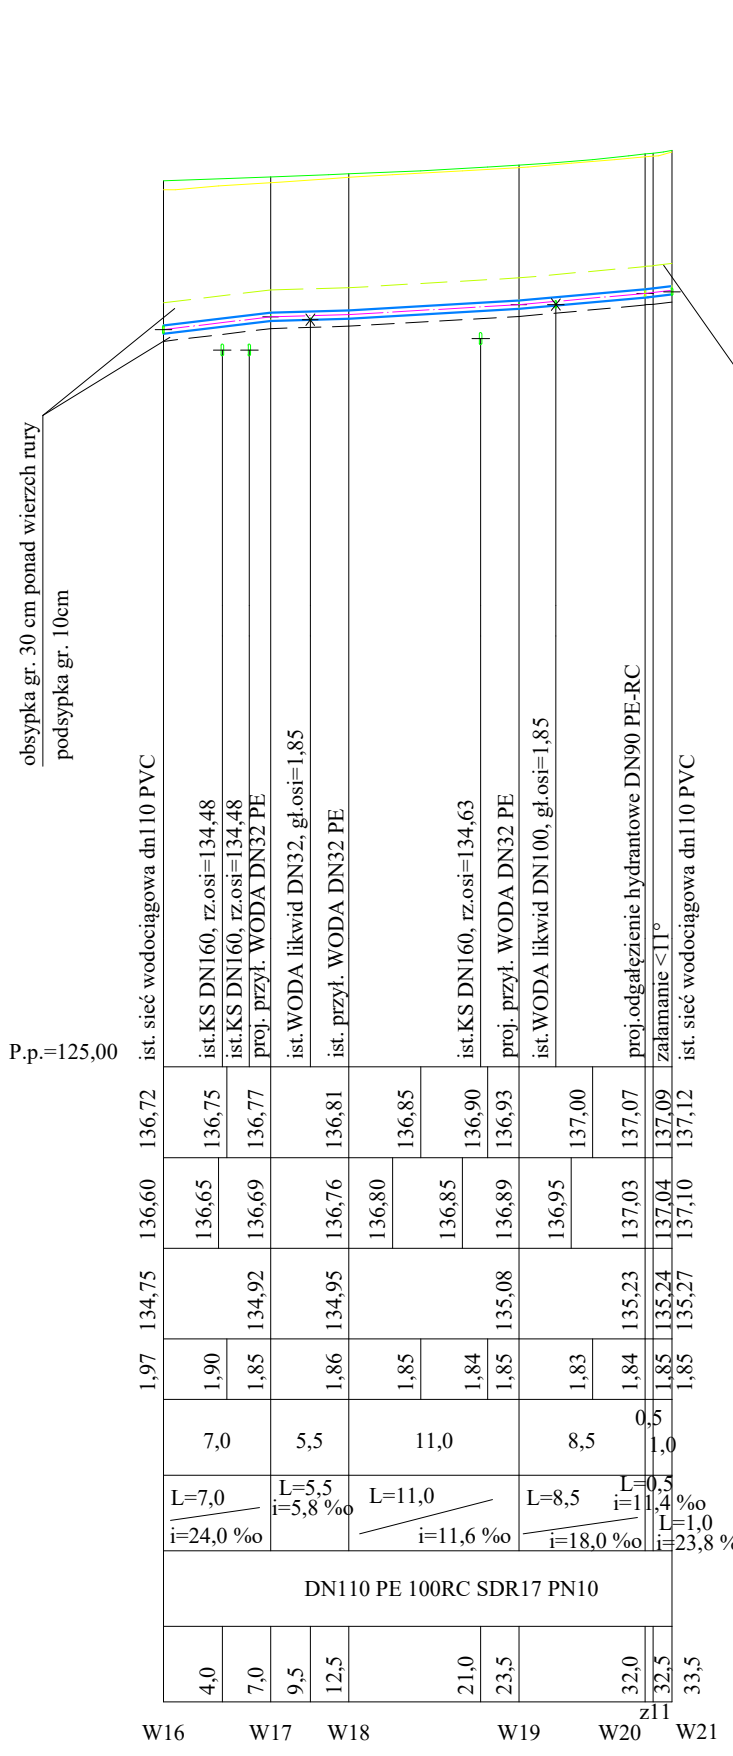 obsypka gr. 30 cm ponad wierzch rury
podsypka gr. 10cm
ist. sieć wodociągowa dn110 PVC
ist.KS DN160, rz.osi=134,48
ist.KS DN160, rz.osi=134,48
proj. przył. WODA DN32 PE
ist.WODA likwid DN32, gł.osi=1,85
ist. przył. WODA DN32 PE
ist.KS DN160, rz.osi=134,63
proj. przył. WODA DN32 PE
ist.WODA likwid DN100, gł.osi=1,85
proj.odgałęzienie hydrantowe DN90 PE-RC
załamanie <11°
ist. sieć wodociągowa dn110 PVC
P.p.=125,00
136,72 136,75 136,77 136,81 136,85 136,90 136,93 137,00 137,07 137,09 137,12
136,60 136,65 136,69 136,76 136,80 136,85 136,89 136,95 137,03 137,04 137,10
134,75 134,92 134,95 135,08 135,23 135,24 135,27
1,97 1,90 1,85 1,86 1,85 1,84 1,85 1,83 1,84 1,85 1,85
7,0 5,5 11,0 8,5 0,5 1,0
L=7,0 L=5,5 L=11,0 L=8,5 L=0,5 L=1,0
i=24,0 %o i=5,8 %o i=11,6 %o i=18,0 %o i=11,4 %o i=23,8 %
DN110 PE 100RC SDR17 PN10
4,0 7,0 9,5 12,5 21,0 23,5 32,0 32,5 33,5
W16 W17 W18 W19 W20 z11 W21